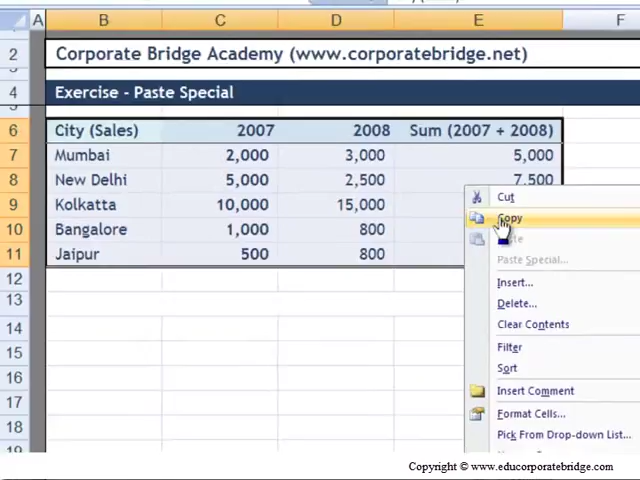 A B C D E F
2 Corporate Bridge Academy (www.corporatebridge.net)
4 Exercise - Paste Special
6 City (Sales) 2007 2008 Sum (2007 + 2008)
7 Mumbai 2,000 3,000 5,000
8 New Delhi 5,000 2,500 7,500
9 Kolkatta 10,000 15,000
10 Bangalore 1,000 800
11 Jaipur 500 800
12
13
14
15
16
17
18
Cut
Copy
Paste Special...
Insert...
Delete...
Clear Contents
Filter
Sort
Insert Comment
Format Cells...
Pick From Drop-down List...
Copyright © www.educorporatebridge.com